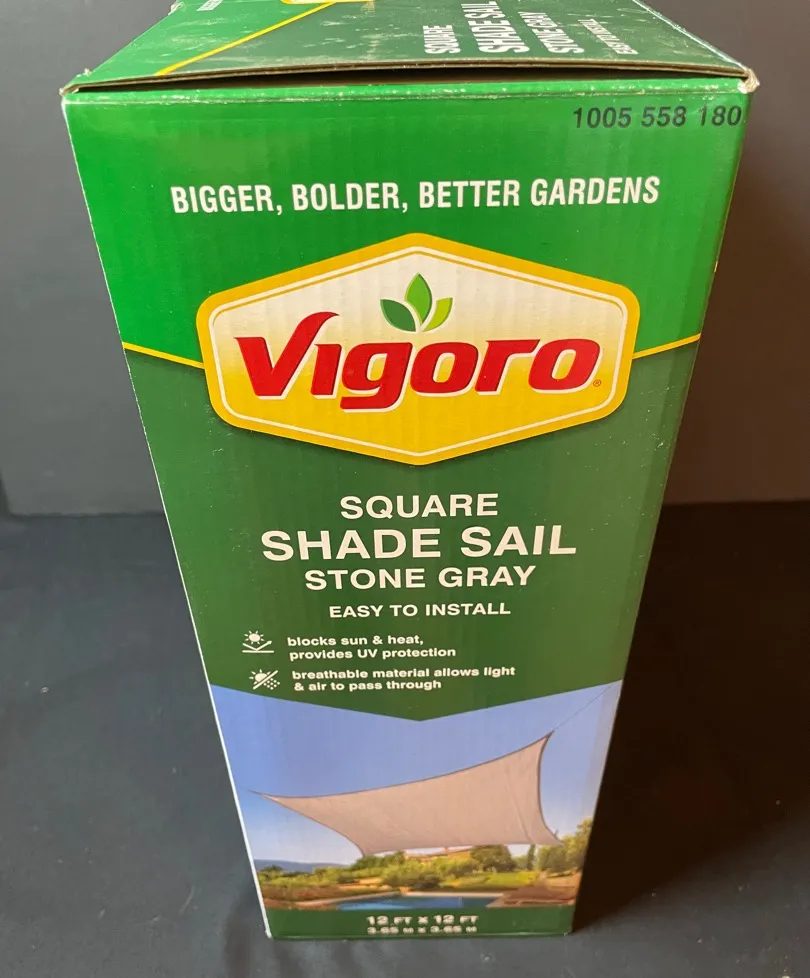 SQUARE
SHADE SAIL
STONE GRAY
1005 558 180
BIGGER, BOLDER, BETTER GARDENS
Vigoro®
SQUARE
SHADE SAIL
STONE GRAY
EASY TO INSTALL
blocks sun & heat,
provides UV protection
breathable material allows light
& air to pass through
12 FT x 12 FT
3.65 M x 3.65 M